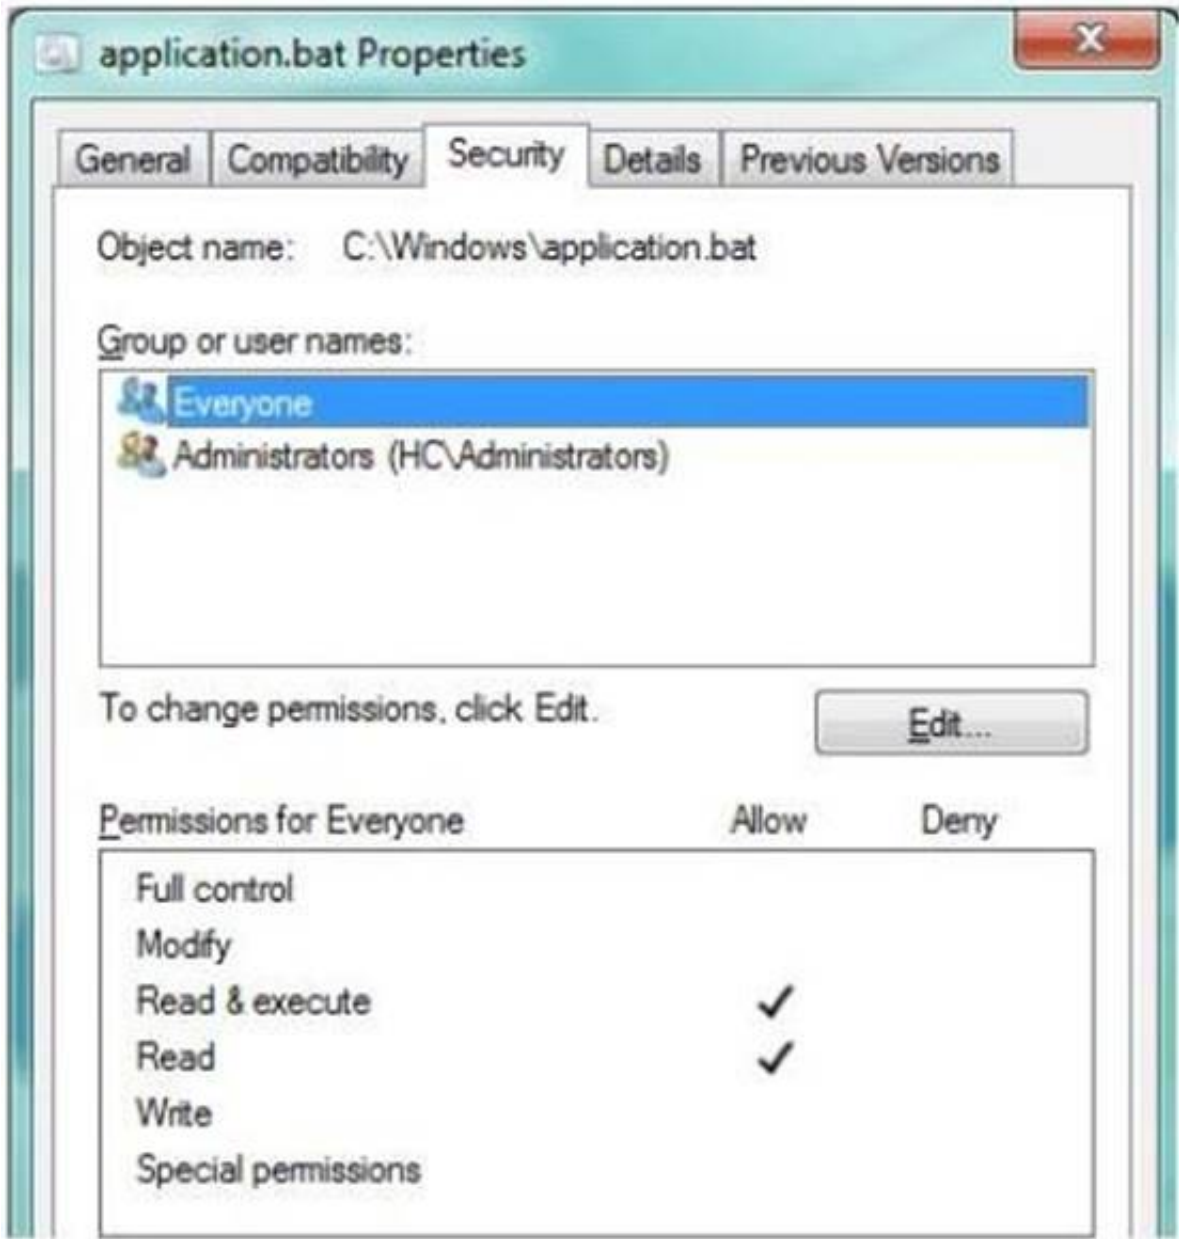 application.bat Properties
General Compatibility Security Details Previous Versions
Object name: C:\Windows\application.bat
Group or user names:
Everyone
Administrators (HC\Administrators)
To change permissions, click Edit.
Edit...
Permissions for Everyone Allow Deny
Full control
Modify
Read & execute
Read
Write
Special permissions